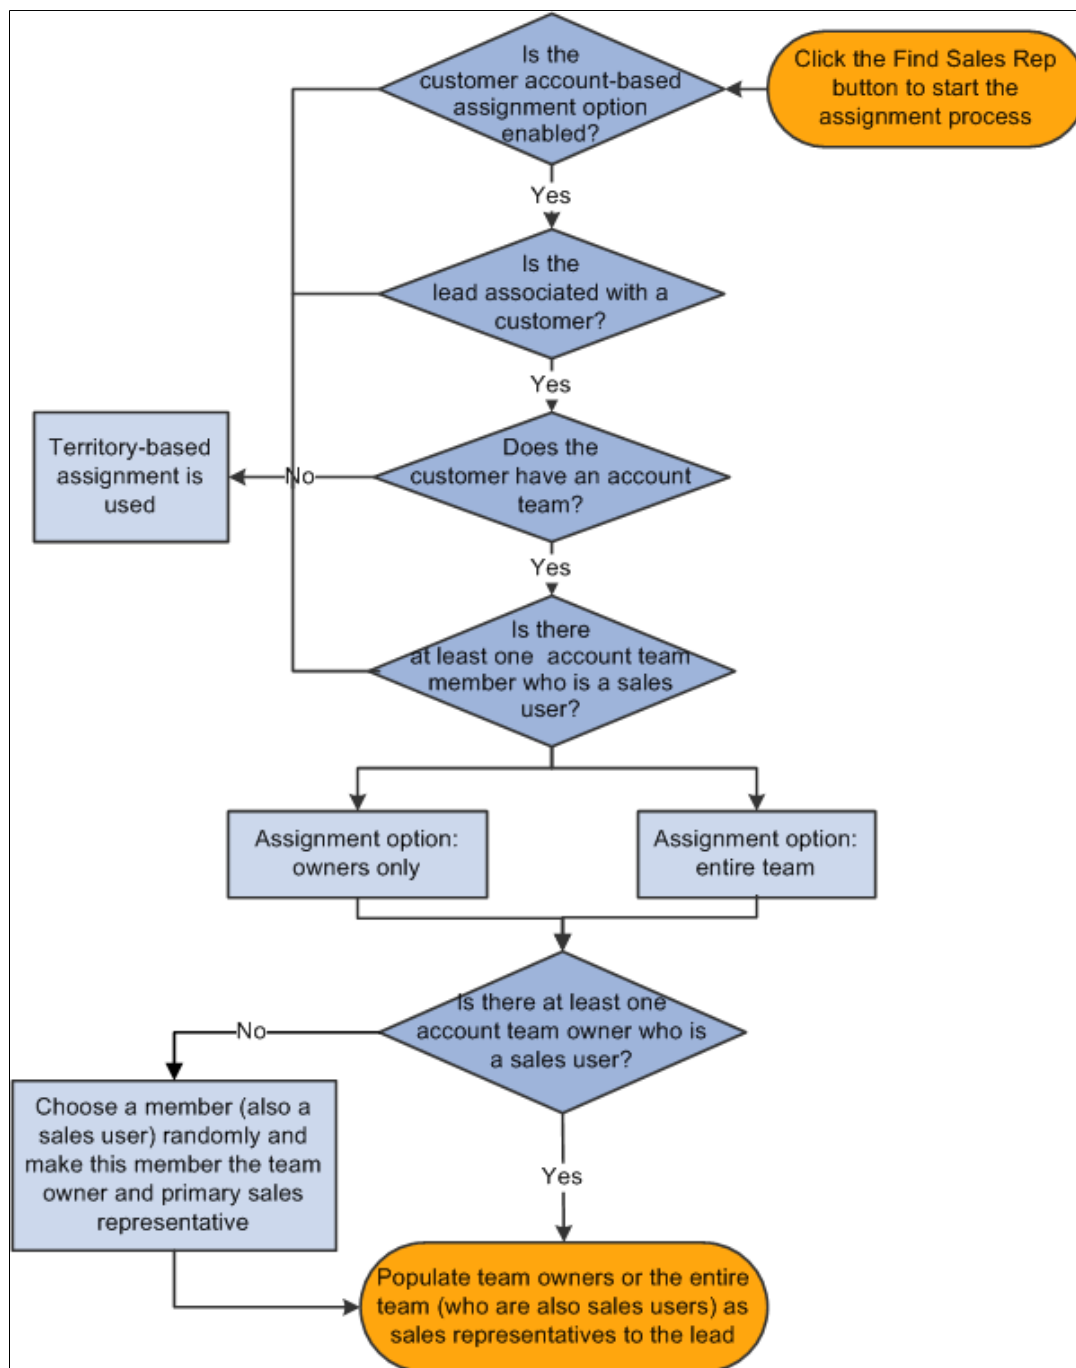 Is the
customer account-based
assignment option
enabled?
Click the Find Sales Rep
button to start the
assignment process
Yes
Is the
lead associated with a
customer?
Yes
Territory-based
assignment is
used
No
Does the
customer have an account
team?
Yes
Is there
at least one account team
member who is a sales
user?
Assignment option:
owners only
Assignment option:
entire team
Is there at least one
account team owner who is
a sales user?
No
Choose a member (also a
sales user) randomly and
make this member the team
owner and primary sales
representative
Yes
Populate team owners or the entire
team (who are also sales users) as
sales representatives to the lead